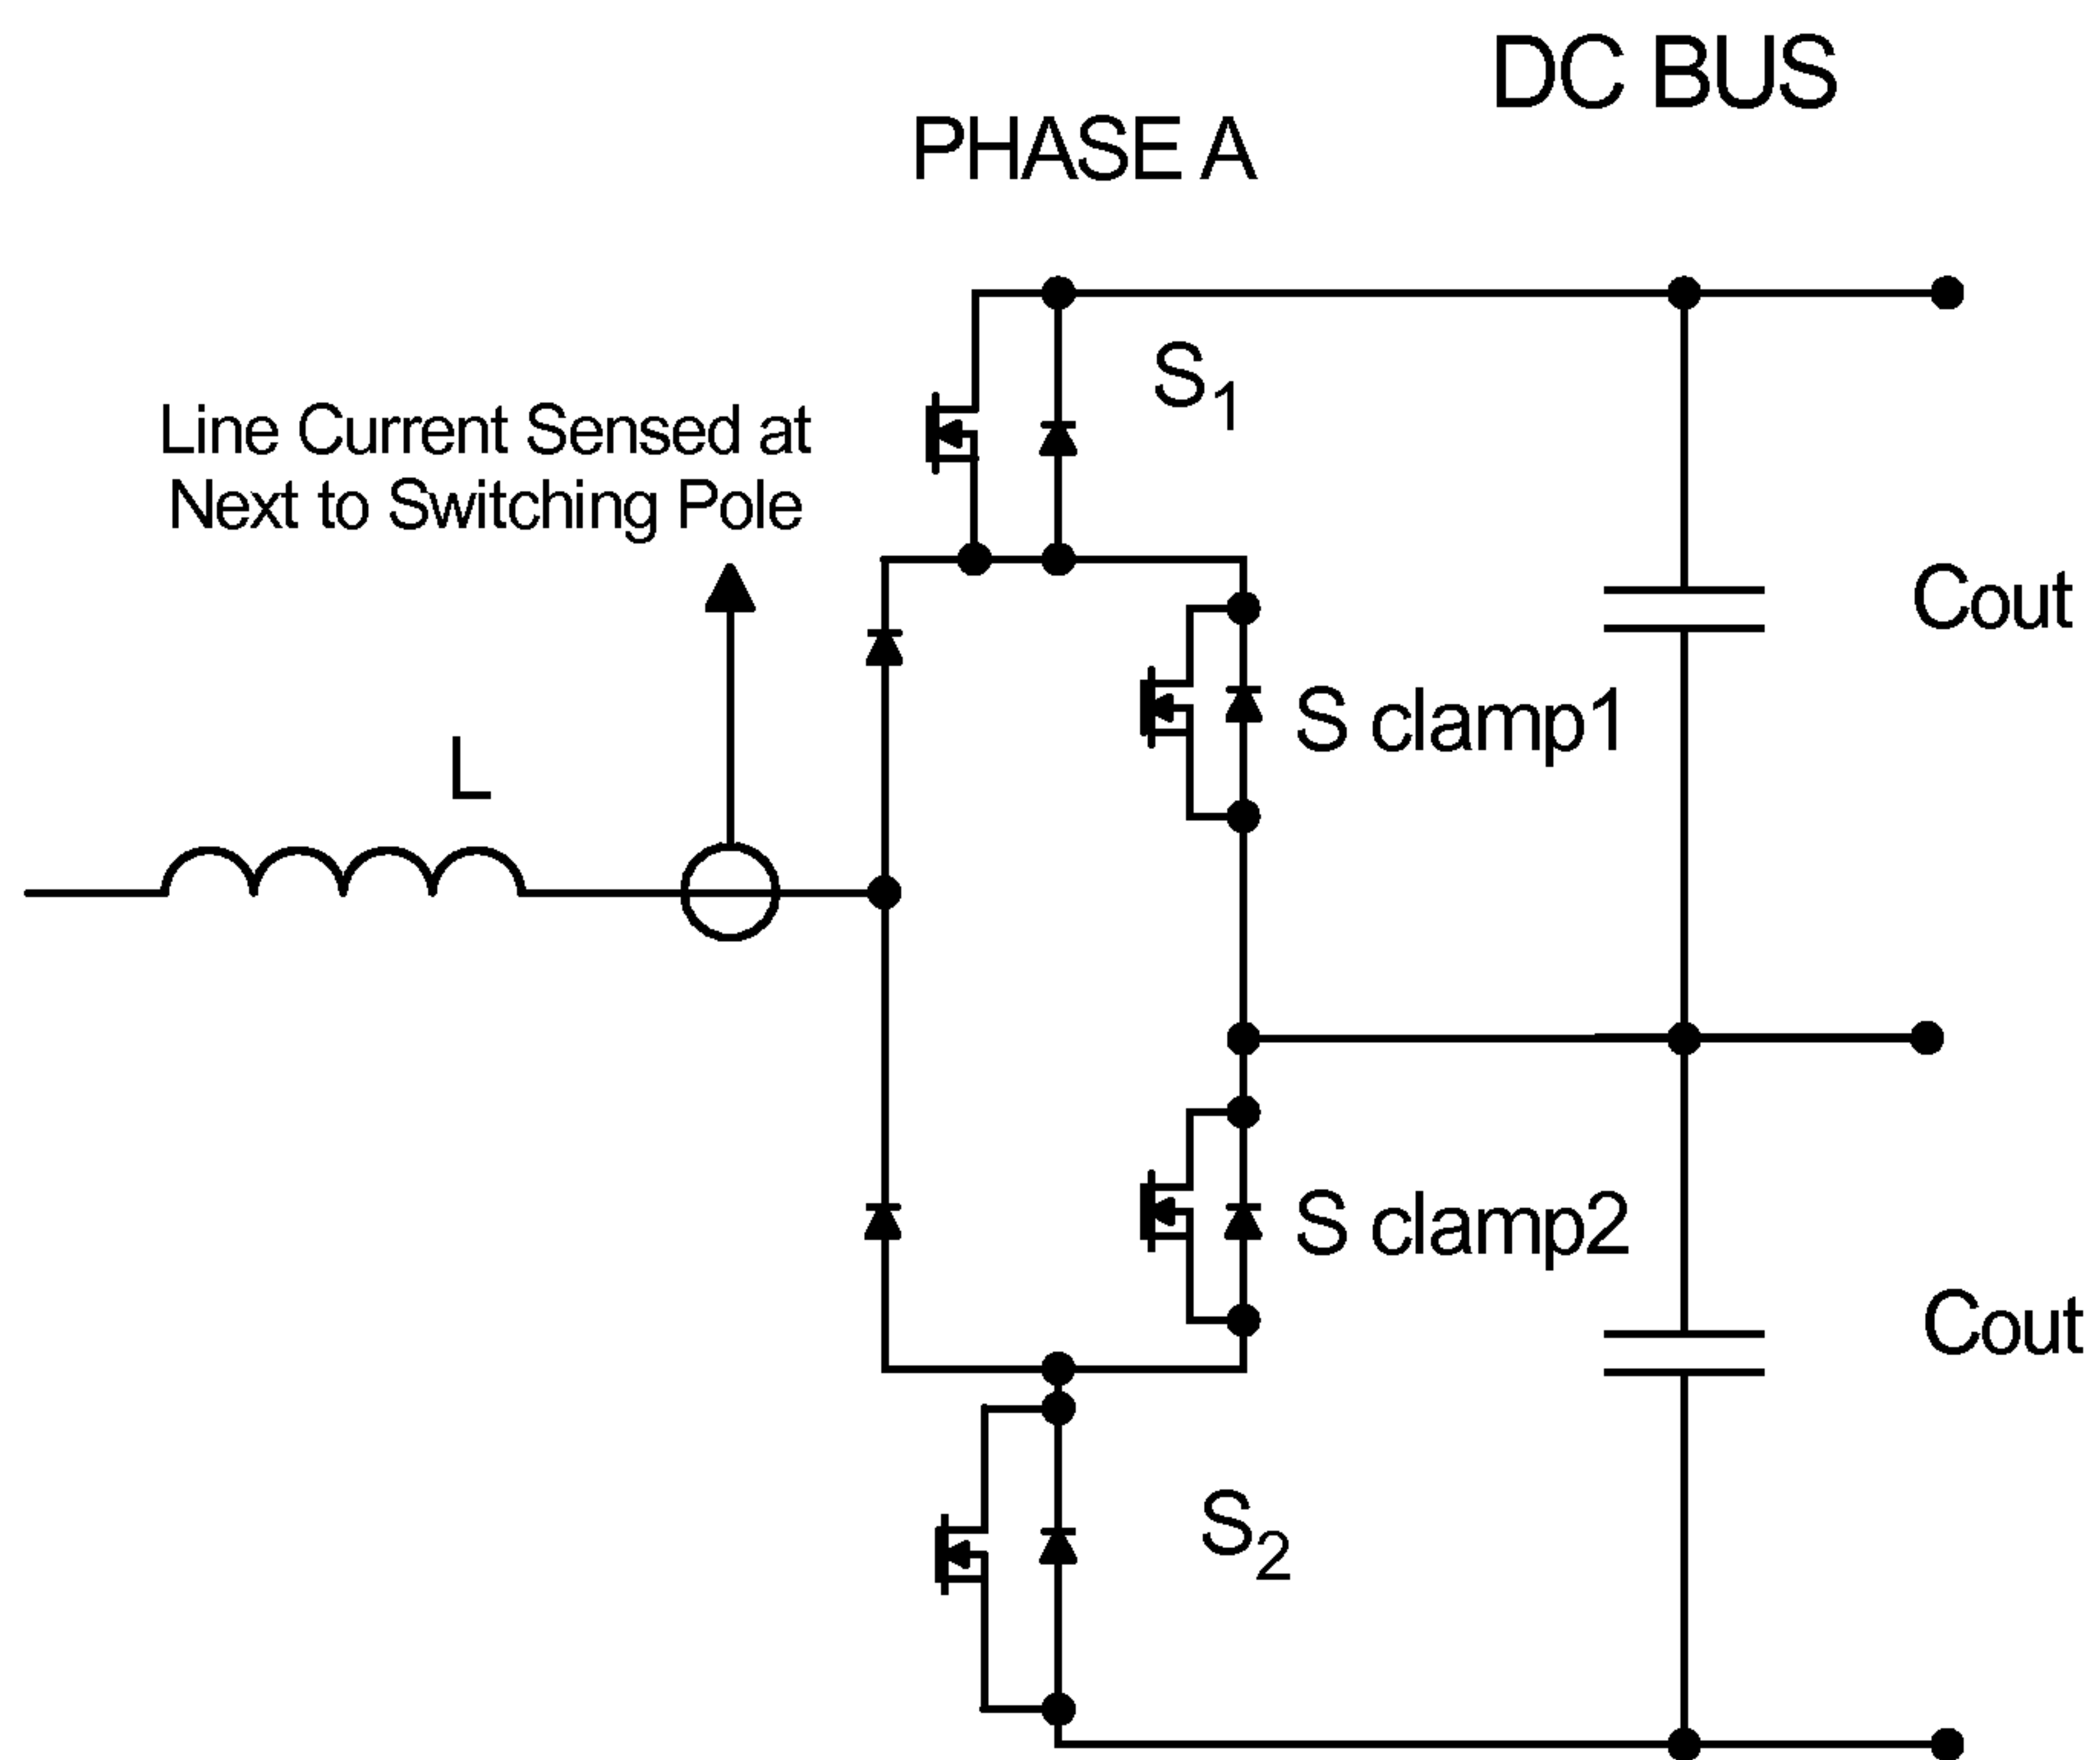 DC BUS
PHASE A
S1
Line Current Sensed at
Next to Switching Pole
Cout
S clamp1
L
S clamp2
Cout
S2